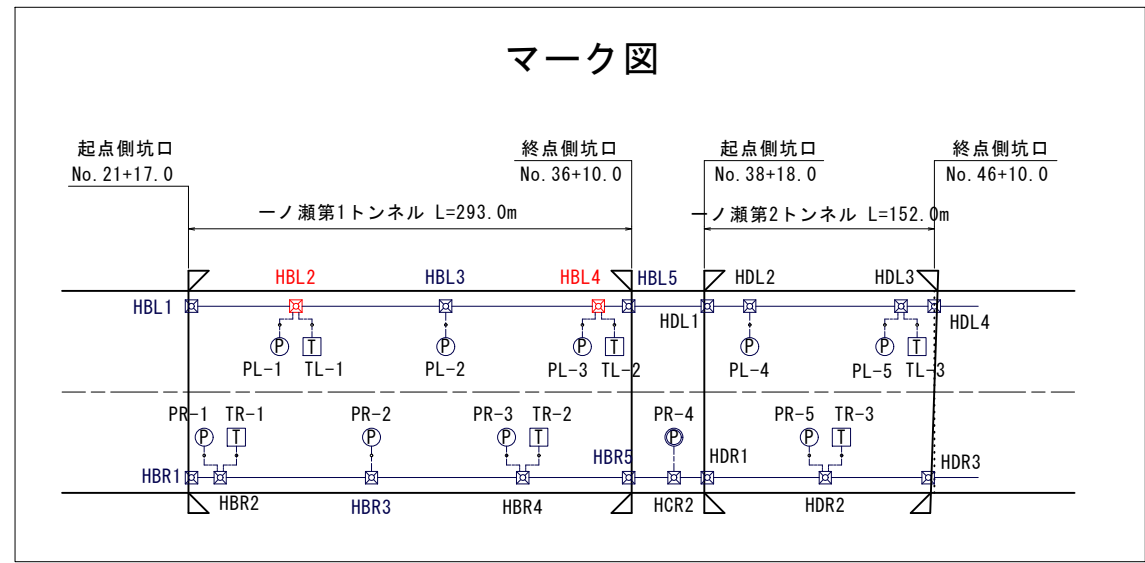 マーク図
起点側坑口
No.21+17.0
終点側坑口
No.36+10.0
起点側坑口
No.38+18.0
終点側坑口
No.46+10.0
一ノ瀬第1トンネル L=293.0m
一ノ瀬第2トンネル L=152.0m
HBL2
HBL3
HBL4
HBL5
HDL2
HDL3
HBL1
HDL1
HDL4
P
T
P
P
T
P
P
T
PL-1
TL-1
PL-2
PL-3
TL-2
PL-4
PL-5
TL-3
PR-1
TR-1
PR-2
PR-3
TR-2
PR-4
PR-5
TR-3
P
T
P
P
T
P
P
T
HBR1
HBR5
HDR1
HDR3
HBR2
HBR3
HBR4
HCR2
HDR2